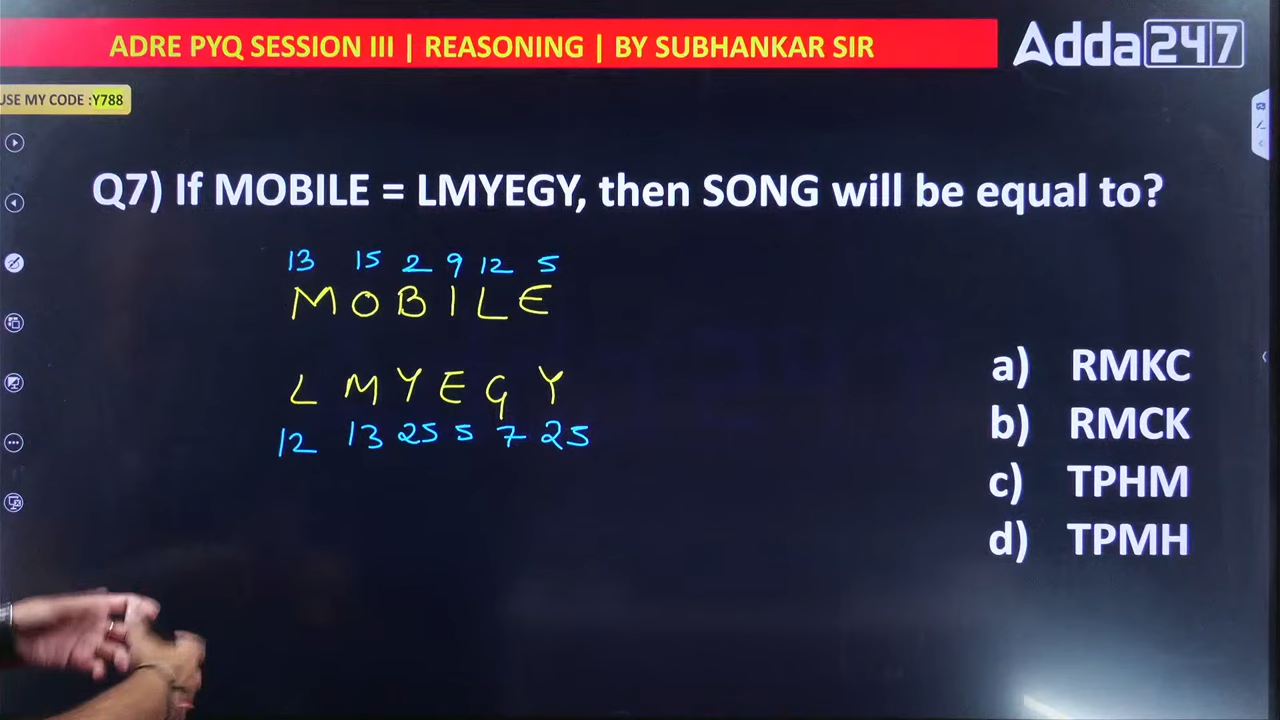 ADRE PYQ SESSION III | REASONING | BY SUBHANKAR SIR
Adda247
USE MY CODE :Y788
Q7) If MOBILE = LMYEGY, then SONG will be equal to?
13 15 2 9 12 5
M O B I L E
L M Y E G Y
12 13 25 5 7 25
a) RMKC
b) RMCK
c) TPHM
d) TPMH